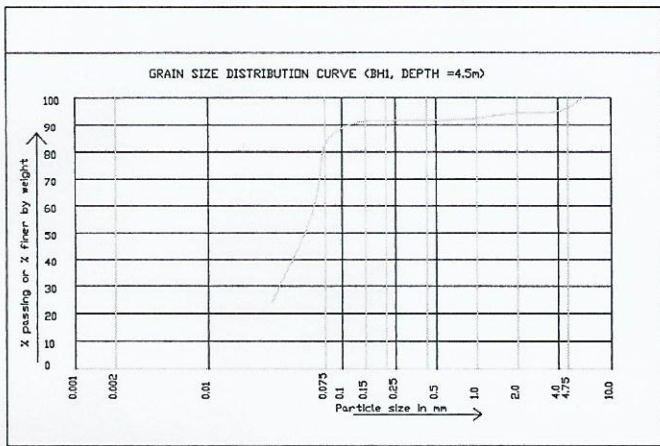 GRAIN SIZE DISTRIBUTION CURVE (BH1, DEPTH =4.5m)
% passing or % finer by weight
100
90
80
70
60
50
40
30
20
10
0
0.001 0.002 0.01 0.075 0.1 0.15 0.25 0.5 1.0 2.0 4.0 4.75 10.0
Particle size in mm